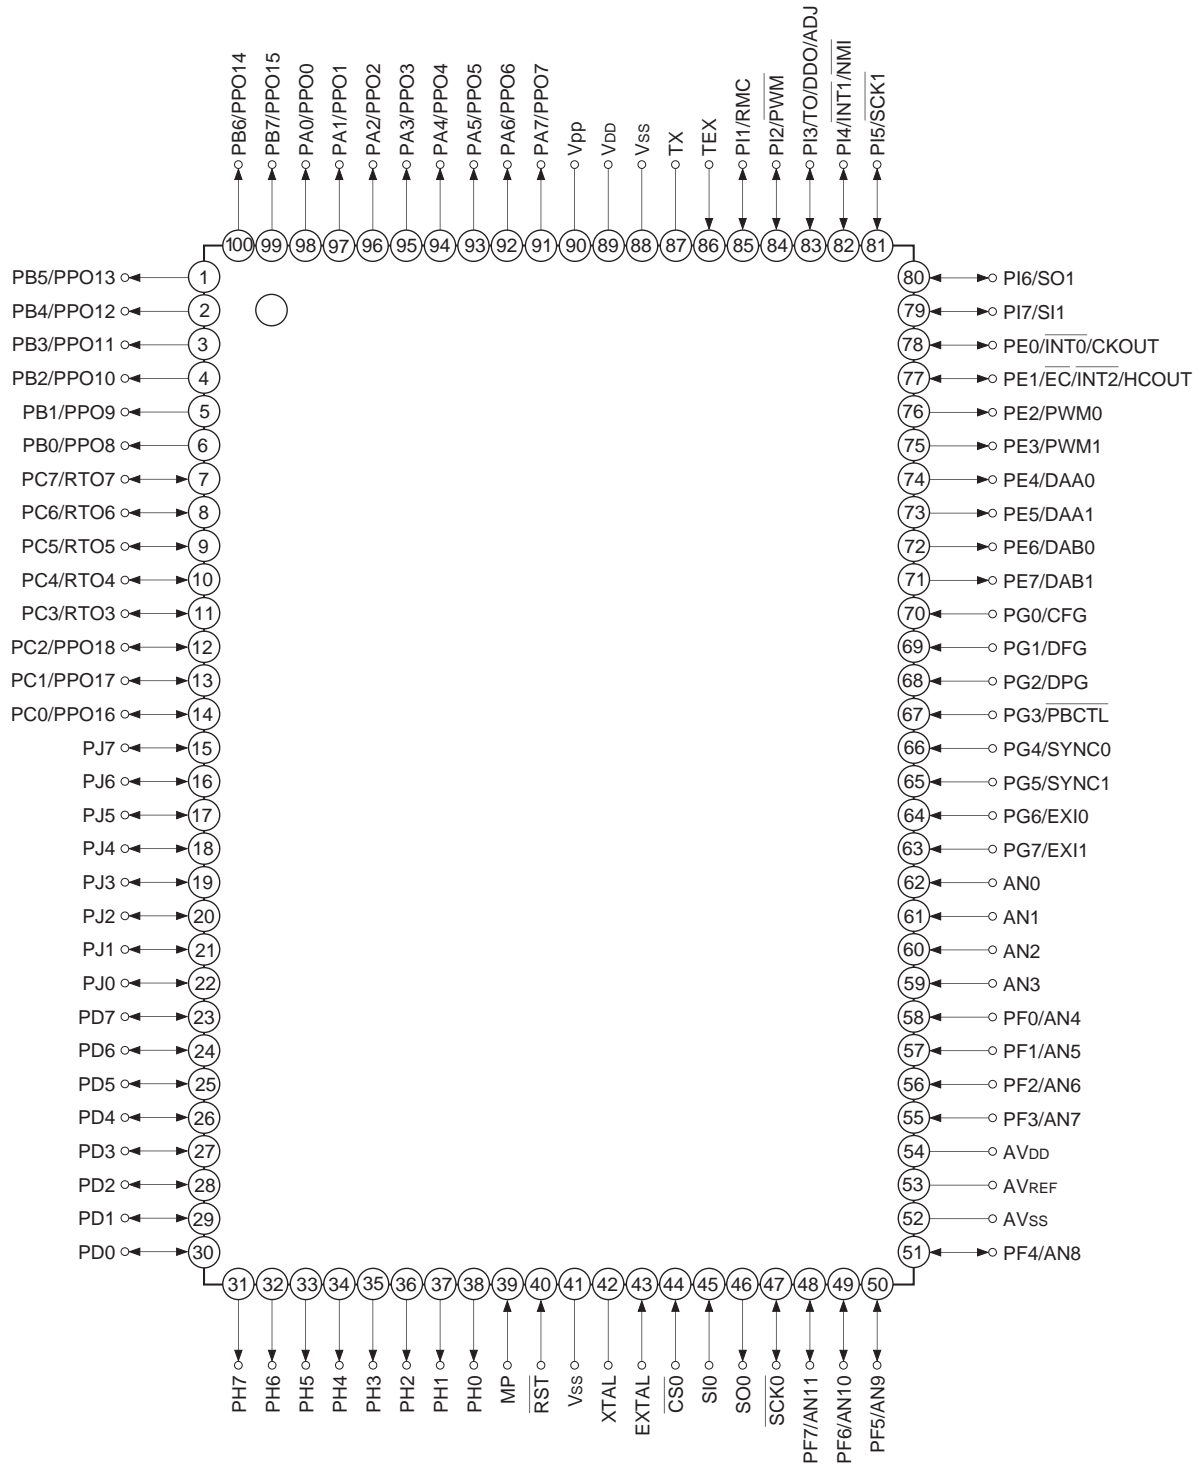 PB6/PPO14
PB7/PPO15
PA0/PPO0
PA1/PPO1
PA2/PPO2
PA3/PPO3
PA4/PPO4
PA5/PPO5
PA6/PPO6
PA7/PPO7
Vpp
VDD
Vss
TX
TEX
PI1/RMC
PI2/PWM
PI3/TO/DDO/ADJ
PI4/INT1/NMI
PI5/SCK1
100 99 98 97 96 95 94 93 92 91 90 89 88 87 86 85 84 83 82 81
PB5/PPO13 1
PB4/PPO12 2
PB3/PPO11 3
PB2/PPO10 4
PB1/PPO9 5
PB0/PPO8 6
PC7/RTO7 7
PC6/RTO6 8
PC5/RTO5 9
PC4/RTO4 10
PC3/RTO3 11
PC2/PPO18 12
PC1/PPO17 13
PC0/PPO16 14
PJ7 15
PJ6 16
PJ5 17
PJ4 18
PJ3 19
PJ2 20
PJ1 21
PJ0 22
PD7 23
PD6 24
PD5 25
PD4 26
PD3 27
PD2 28
PD1 29
PD0 30
80 PI6/SO1
79 PI7/SI1
78 PE0/INT0/CKOUT
77 PE1/EC/INT2/HCOUT
76 PE2/PWM0
75 PE3/PWM1
74 PE4/DAA0
73 PE5/DAA1
72 PE6/DAB0
71 PE7/DAB1
70 PG0/CFG
69 PG1/DFG
68 PG2/DPG
67 PG3/PBCTL
66 PG4/SYNC0
65 PG5/SYNC1
64 PG6/EXI0
63 PG7/EXI1
62 AN0
61 AN1
60 AN2
59 AN3
58 PF0/AN4
57 PF1/AN5
56 PF2/AN6
55 PF3/AN7
54 AVDD
53 AVREF
52 AVss
51 PF4/AN8
31 32 33 34 35 36 37 38 39 40 41 42 43 44 45 46 47 48 49 50
PH7
PH6
PH5
PH4
PH3
PH2
PH1
PH0
MP
RST
Vss
XTAL
EXTAL
CS0
SI0
SO0
SCK0
PF7/AN11
PF6/AN10
PF5/AN9